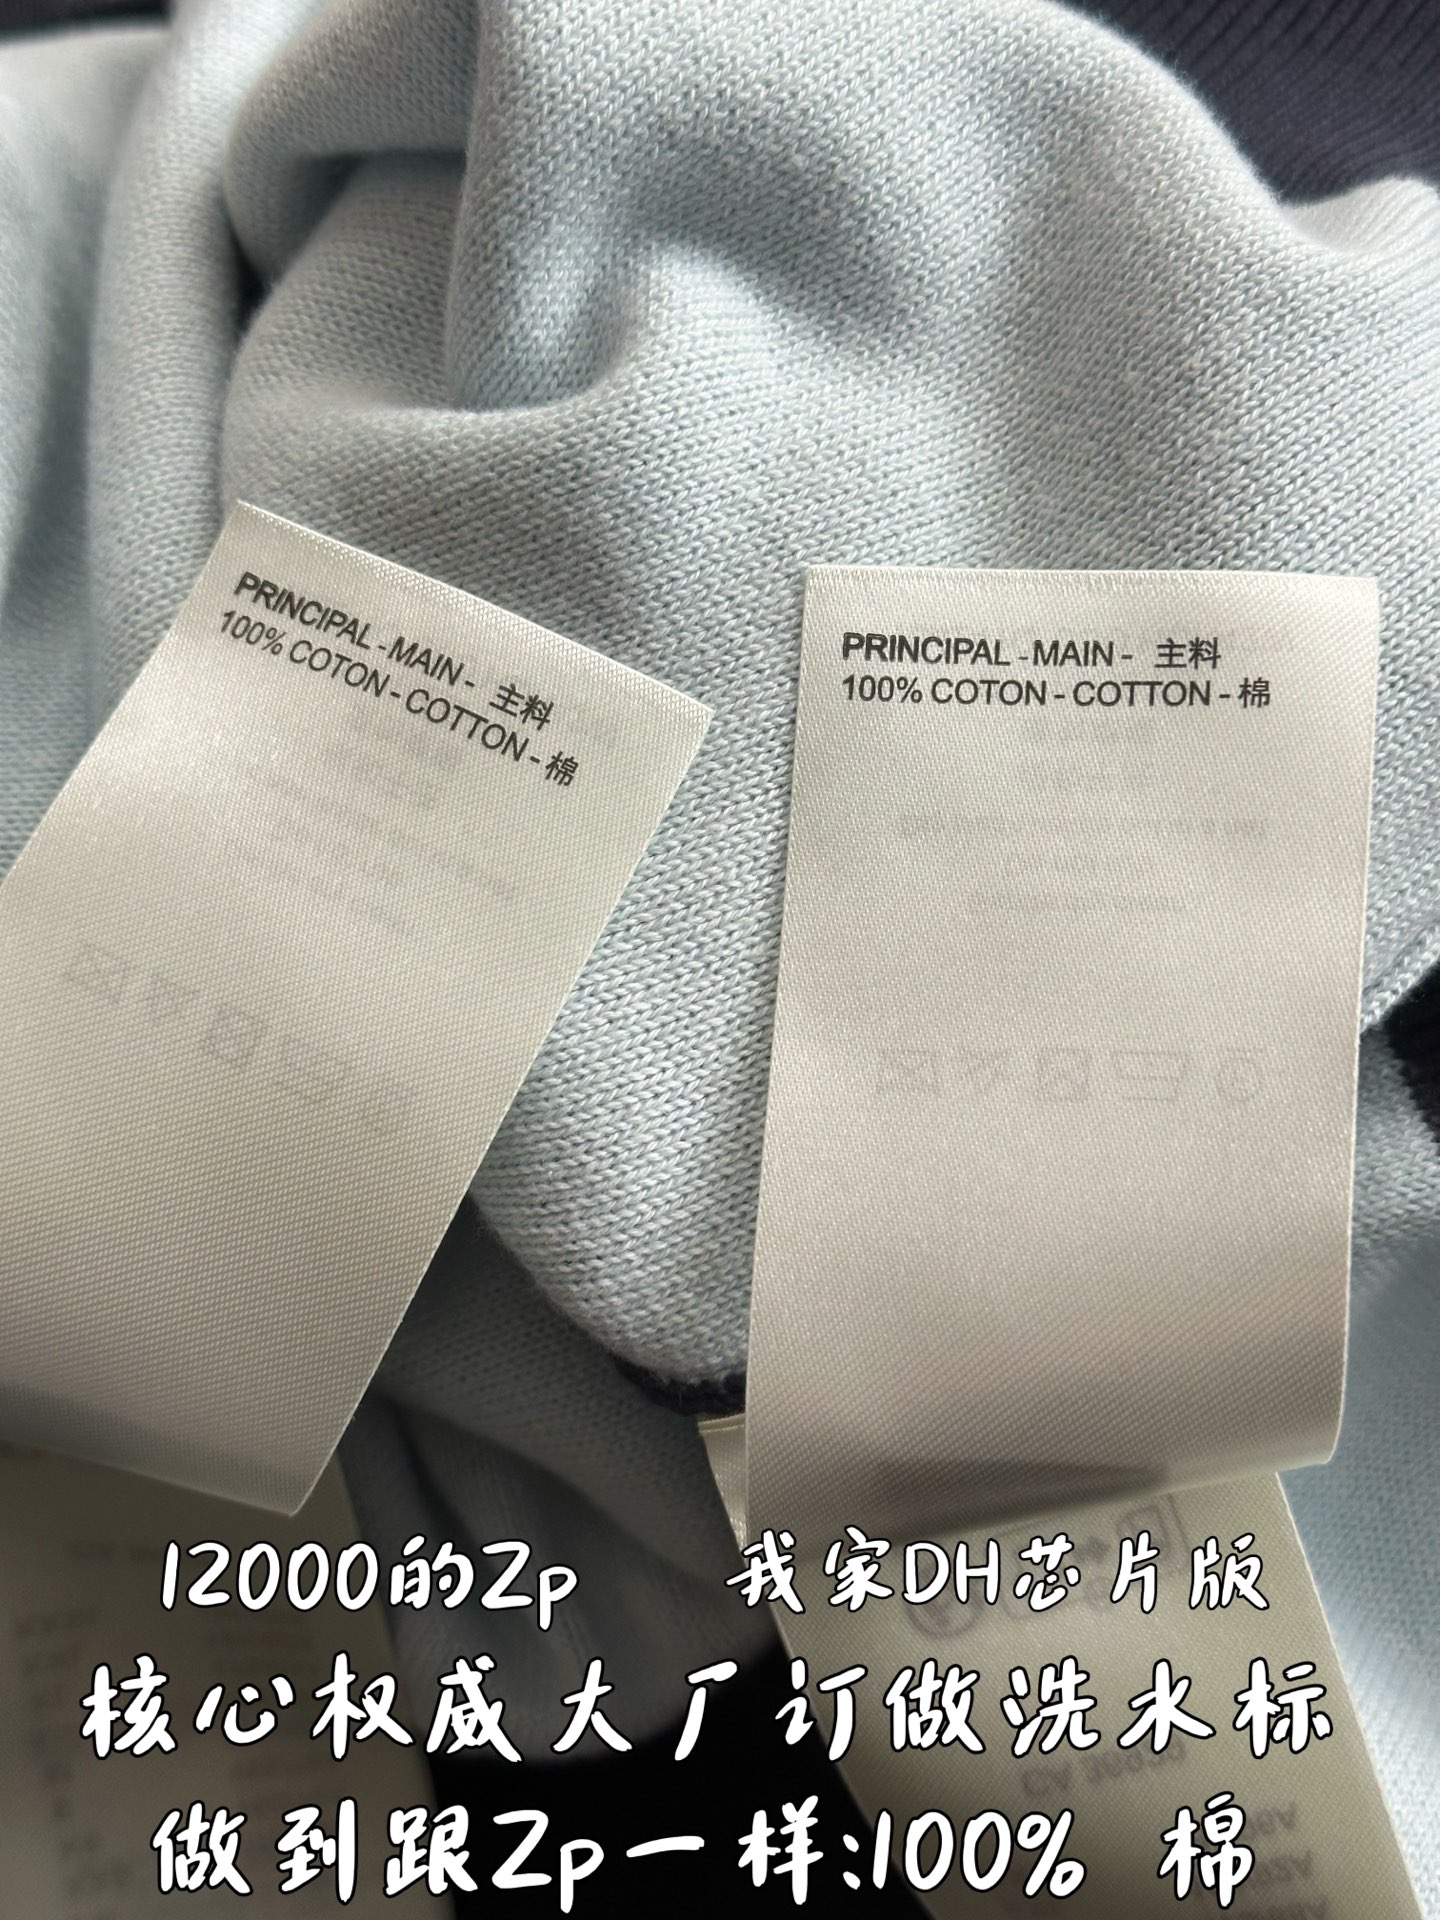 PRINCIPAL - MAIN - 主料
100% COTON - COTTON - 棉
PRINCIPAL - MAIN - 主料
100% COTON - COTTON - 棉
12000的Zp
我家DH芯片版
核心权威大厂订做洗水标
做到跟Zp一样:100% 棉